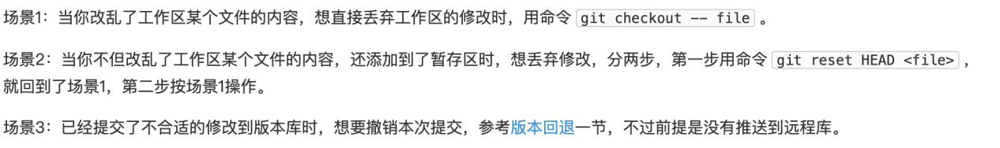 场景1：当你改乱了工作区某个文件的内容，想直接丢弃工作区的修改时，用命令 git checkout -- file 。
场景2：当你不但改乱了工作区某个文件的内容，还添加到了暂存区时，想丢弃修改，分两步，第一步用命令 git reset HEAD <file> ，
就回到了场景1，第二步按场景1操作。
场景3：已经提交了不合适的修改到版本库时，想要撤销本次提交，参考版本回退一节，不过前提是没有推送到远程库。